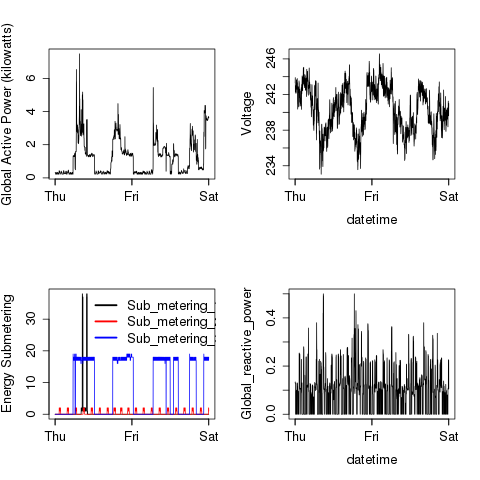 Global Active Power (kilowatts)
0 2 4 6
Thu Fri Sat
Voltage
234 238 242 246
Thu Fri Sat
datetime
Energy Submetering
0 10 20 30
Sub_metering_
Sub_metering_
Sub_metering_
Thu Fri Sat
Global_reactive_power
0.0 0.2 0.4
Thu Fri Sat
datetime